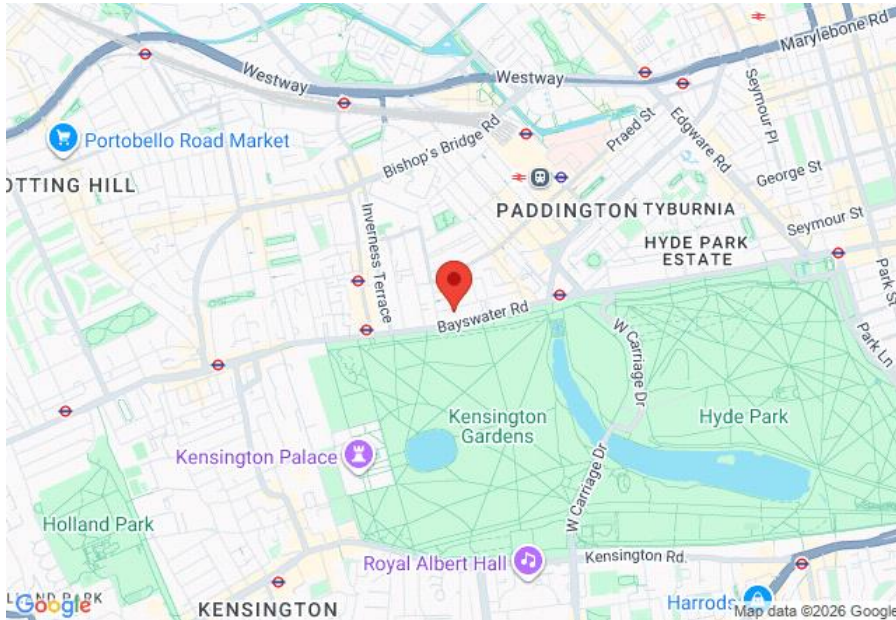 Marylebone Rd
Westway
Westway
Seymour Pl
Portobello Road Market
Edgware Rd
Praed St
Bishop's Bridge Rd
George St
OTTING HILL
PADDINGTON
TYBURNIA
Inverness Terrace
Seymour St
HYDE PARK
ESTATE
Park St
Bayswater Rd
Park Ln
W Carriage Dr
Kensington
Gardens
Hyde Park
Kensington Palace
W Carriage Dr
Holland Park
Royal Albert Hall
Kensington Rd.
LLAND PARK
Google
KENSINGTON
Harrods
Map data ©2026 Google